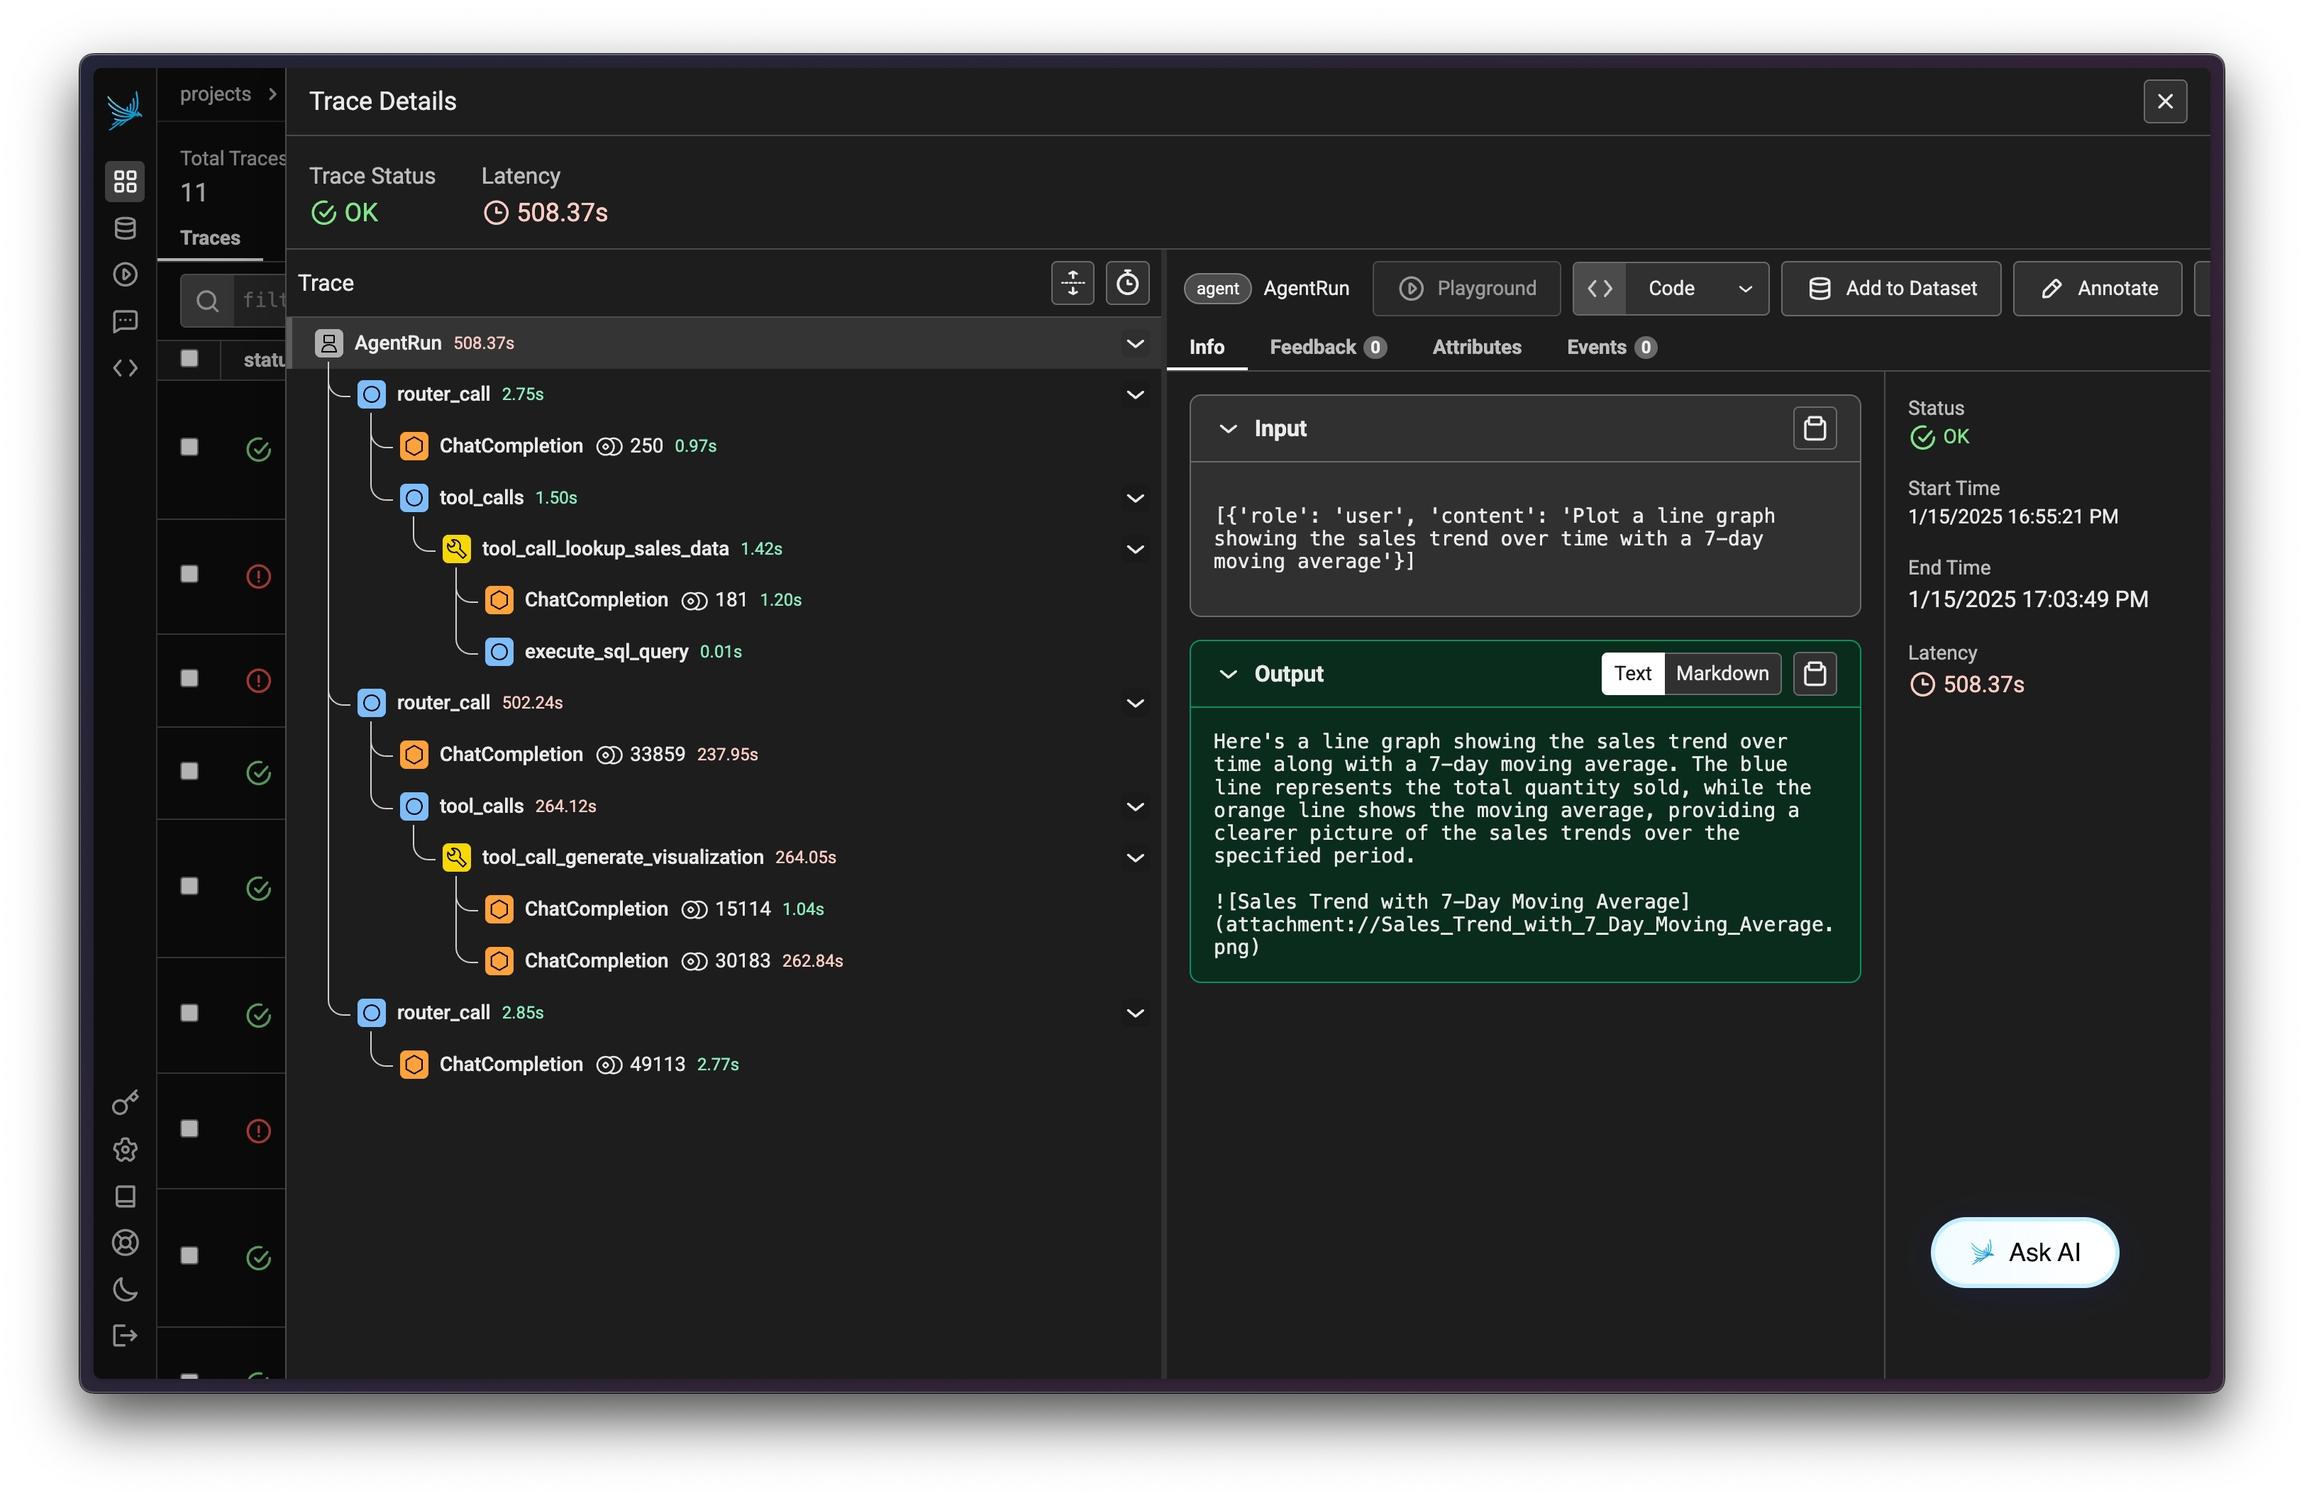 projects
Total Traces
11
Traces
filt
statu
Trace Details
Trace Status
OK
Latency
508.37s
Trace
AgentRun 508.37s
router_call 2.75s
ChatCompletion 250 0.97s
tool_calls 1.50s
tool_call_lookup_sales_data 1.42s
ChatCompletion 181 1.20s
execute_sql_query 0.01s
router_call 502.24s
ChatCompletion 33859 237.95s
tool_calls 264.12s
tool_call_generate_visualization 264.05s
ChatCompletion 15114 1.04s
ChatCompletion 30183 262.84s
router_call 2.85s
ChatCompletion 49113 2.77s
agent AgentRun Playground Code Add to Dataset Annotate
Info Feedback 0 Attributes Events 0
Input
[{'role': 'user', 'content': 'Plot a line graph
showing the sales trend over time with a 7-day
moving average'}]
Output
Text Markdown
Here's a line graph showing the sales trend over
time along with a 7-day moving average. The blue
line represents the total quantity sold, while the
orange line shows the moving average, providing a
clearer picture of the sales trends over the
specified period.
![Sales Trend with 7-Day Moving Average]
(attachment://Sales_Trend_with_7_Day_Moving_Average.
png)
Status
OK
Start Time
1/15/2025 16:55:21 PM
End Time
1/15/2025 17:03:49 PM
Latency
508.37s
Ask AI